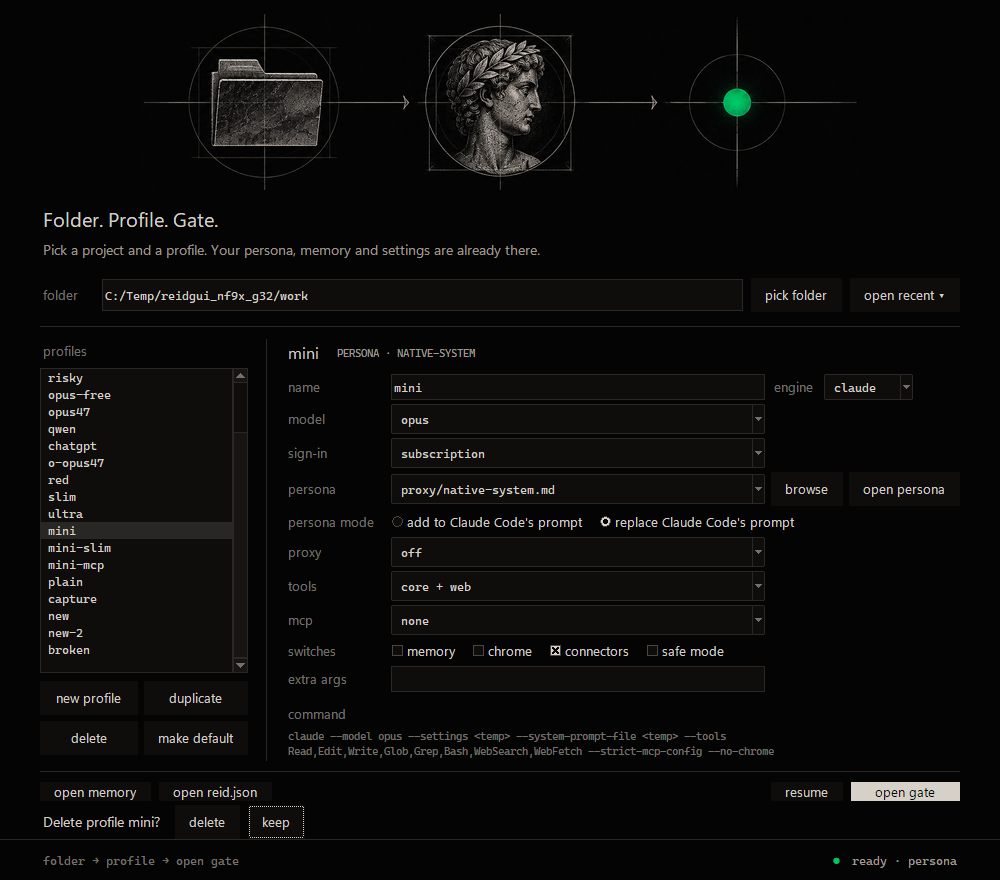 Folder. Profile. Gate.
Pick a project and a profile. Your persona, memory and settings are already there.
folder C:/Temp/reidgui_nf9x_g32/work pick folder open recent ▾
profiles
risky
opus-free
opus47
qwen
chatgpt
o-opus47
red
slim
ultra
mini
mini-slim
mini-mcp
plain
capture
new
new-2
broken
new profile duplicate
delete make default
mini PERSONA · NATIVE-SYSTEM
name mini engine claude
model opus
sign-in subscription
persona proxy/native-system.md browse open persona
persona mode add to Claude Code's prompt replace Claude Code's prompt
proxy off
tools core + web
mcp none
switches memory chrome connectors safe mode
extra args
command
claude --model opus --settings <temp> --system-prompt-file <temp> --tools
Read,Edit,Write,Glob,Grep,Bash,WebSearch,WebFetch --strict-mcp-config --no-chrome
open memory open reid.json resume open gate
Delete profile mini? delete keep
folder → profile → open gate ready · persona